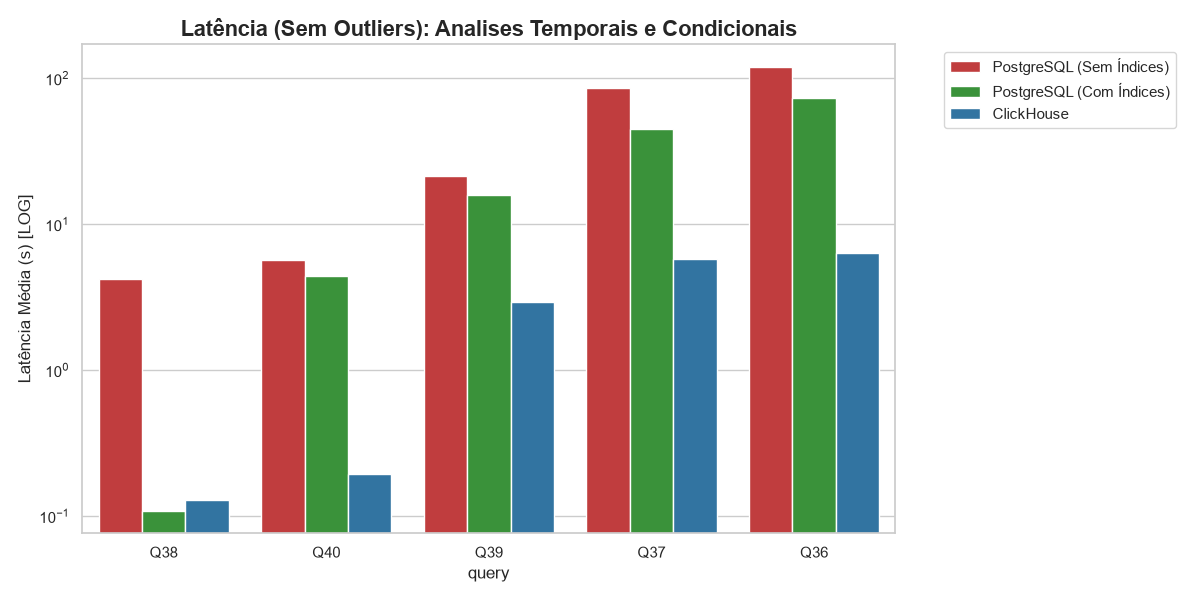 Latência (Sem Outliers): Analises Temporais e Condicionais
PostgreSQL (Sem Índices)
PostgreSQL (Com Índices)
ClickHouse
Latência Média (s) [LOG]
10²
10¹
10⁰
10⁻¹
Q38 Q40 Q39 Q37 Q36
query